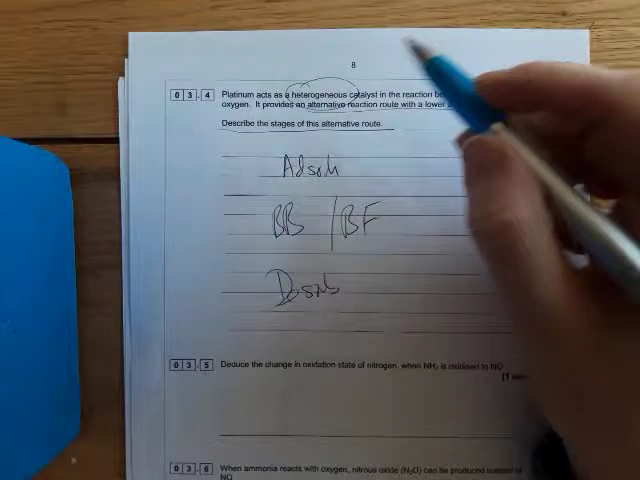 8
0 3 . 4 Platinum acts as a heterogeneous catalyst in the reaction
oxygen. It provides an alternative reaction route with a lower
Describe the stages of this alternative route.
Adsorb
BB / BF
Desorb
0 3 . 5 Deduce the change in oxidation state of nitrogen, when NH₃ is oxidised to NO
[1
0 3 . 6 When ammonia reacts with oxygen, nitrous oxide (N₂O) can be produced instead of
NO